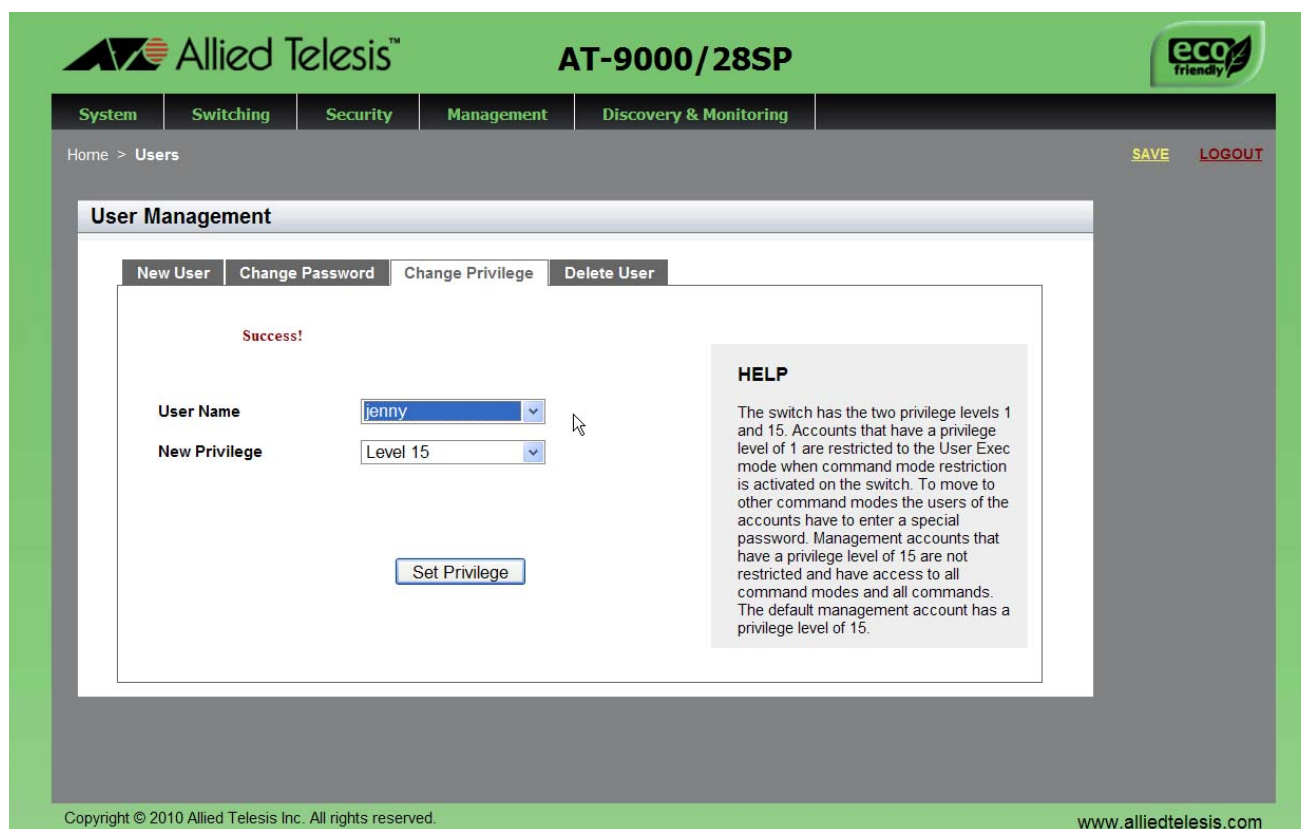 Allied Telesis™
AT-9000/28SP
eco
friendly
System Switching Security Management Discovery & Monitoring
Home > Users
SAVE LOGOUT
User Management
New User Change Password Change Privilege Delete User
Success!
User Name jenny
New Privilege Level 15
Set Privilege
HELP
The switch has the two privilege levels 1
and 15. Accounts that have a privilege
level of 1 are restricted to the User Exec
mode when command mode restriction
is activated on the switch. To move to
other command modes the users of the
accounts have to enter a special
password. Management accounts that
have a privilege level of 15 are not
restricted and have access to all
command modes and all commands.
The default management account has a
privilege level of 15.
Copyright © 2010 Allied Telesis Inc. All rights reserved.
www.alliedtelesis.com